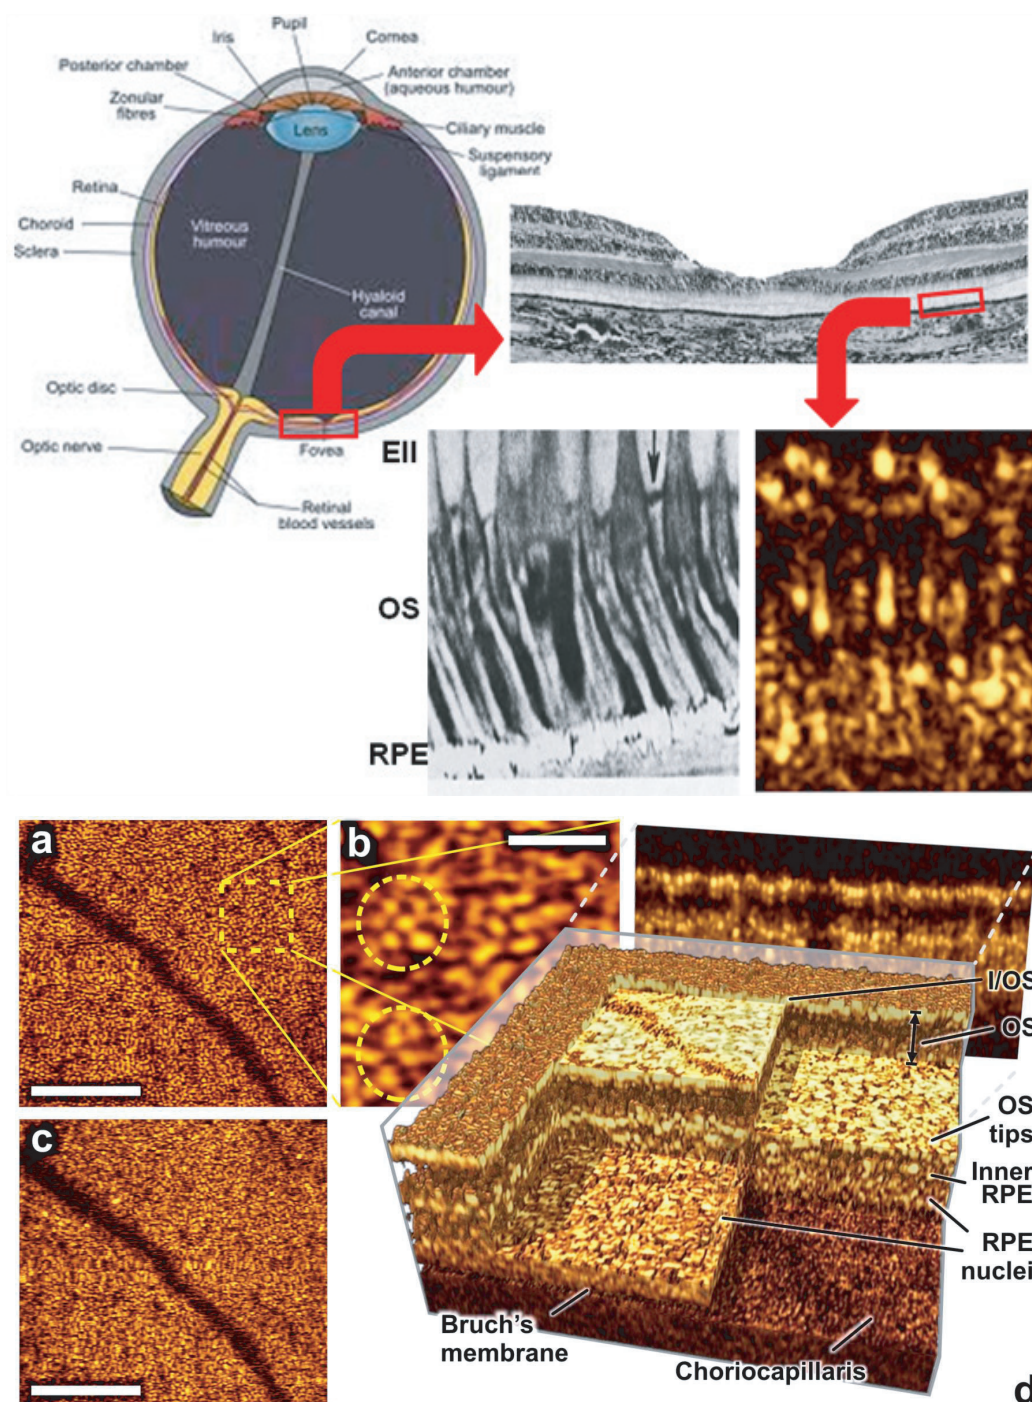 Pupil
Iris
Cornea
Posterior chamber
Anterior chamber
(aqueous humour)
Zonular
fibres
Lens
Ciliary muscle
Suspensory
ligament
Retina
Choroid
Sclera
Vitreous
humour
Hyaloid
canal
Optic disc
Optic nerve
Fovea
Retinal
blood vessels
Ell
OS
RPE
a
b
c
I/OS
OS
OS
tips
Inner
RPE
RPE
nuclei
Bruch's
membrane
Choriocapillaris
d